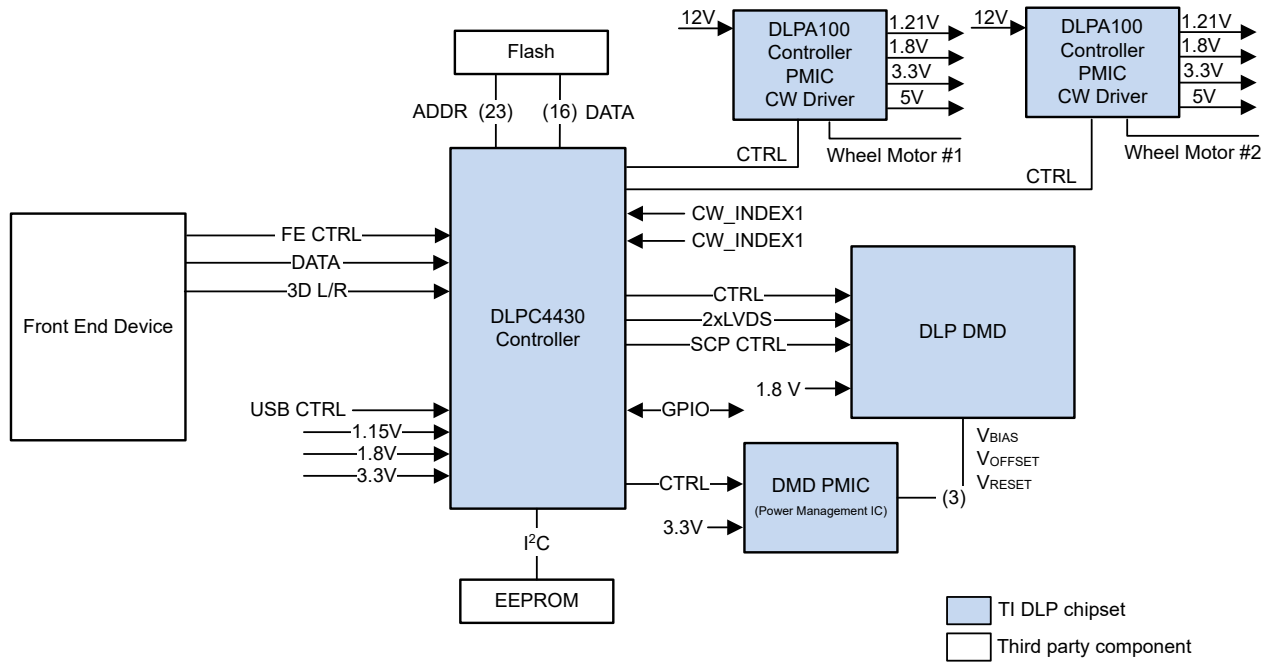 12V
DLPA100
Controller
PMIC
CW Driver
1.21V
1.8V
3.3V
5V
12V
DLPA100
Controller
PMIC
CW Driver
1.21V
1.8V
3.3V
5V
Flash
ADDR (23) (16) DATA
CTRL
Wheel Motor #1
CTRL
Wheel Motor #2
Front End Device
FE CTRL
DATA
3D L/R
USB CTRL
1.15V
1.8V
3.3V
DLPC4430
Controller
CW_INDEX1
CW_INDEX1
CTRL
2xLVDS
SCP CTRL
1.8 V
DLP DMD
GPIO
CTRL
3.3V
DMD PMIC
(Power Management IC)
(3)
VBIAS
VOFFSET
VRESET
I²C
EEPROM
TI DLP chipset
Third party component